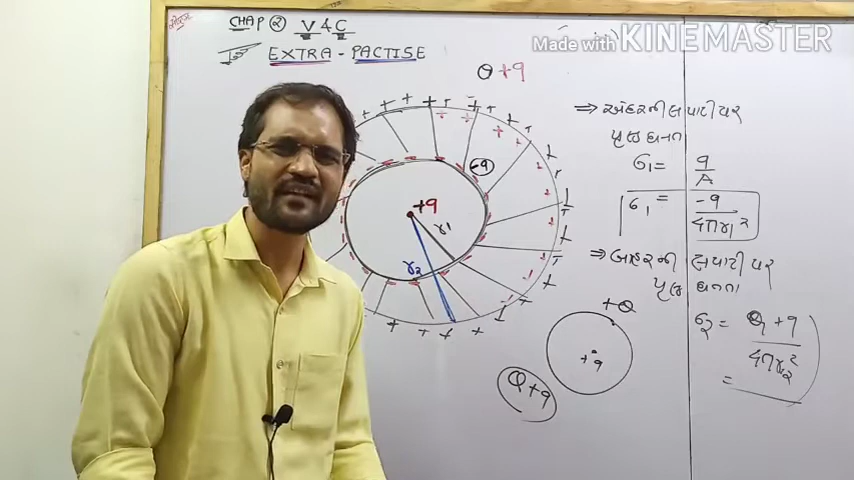 CHAP ② V & C
EXTRA - PACTISE
Made with KINEMASTER
Q+q
-q
+q
r₁
r₂
⇒ અંદરની સપાટી પર
પૃષ્ઠ ઘનતા
σ₁ = q/A
σ₁ = -q/4πr₁²
⇒ બહારની સપાટી પર
પૃષ્ઠ ઘનતા
σ₂ = Q+q/4πr₂²
=
+Q
+q
Q+q